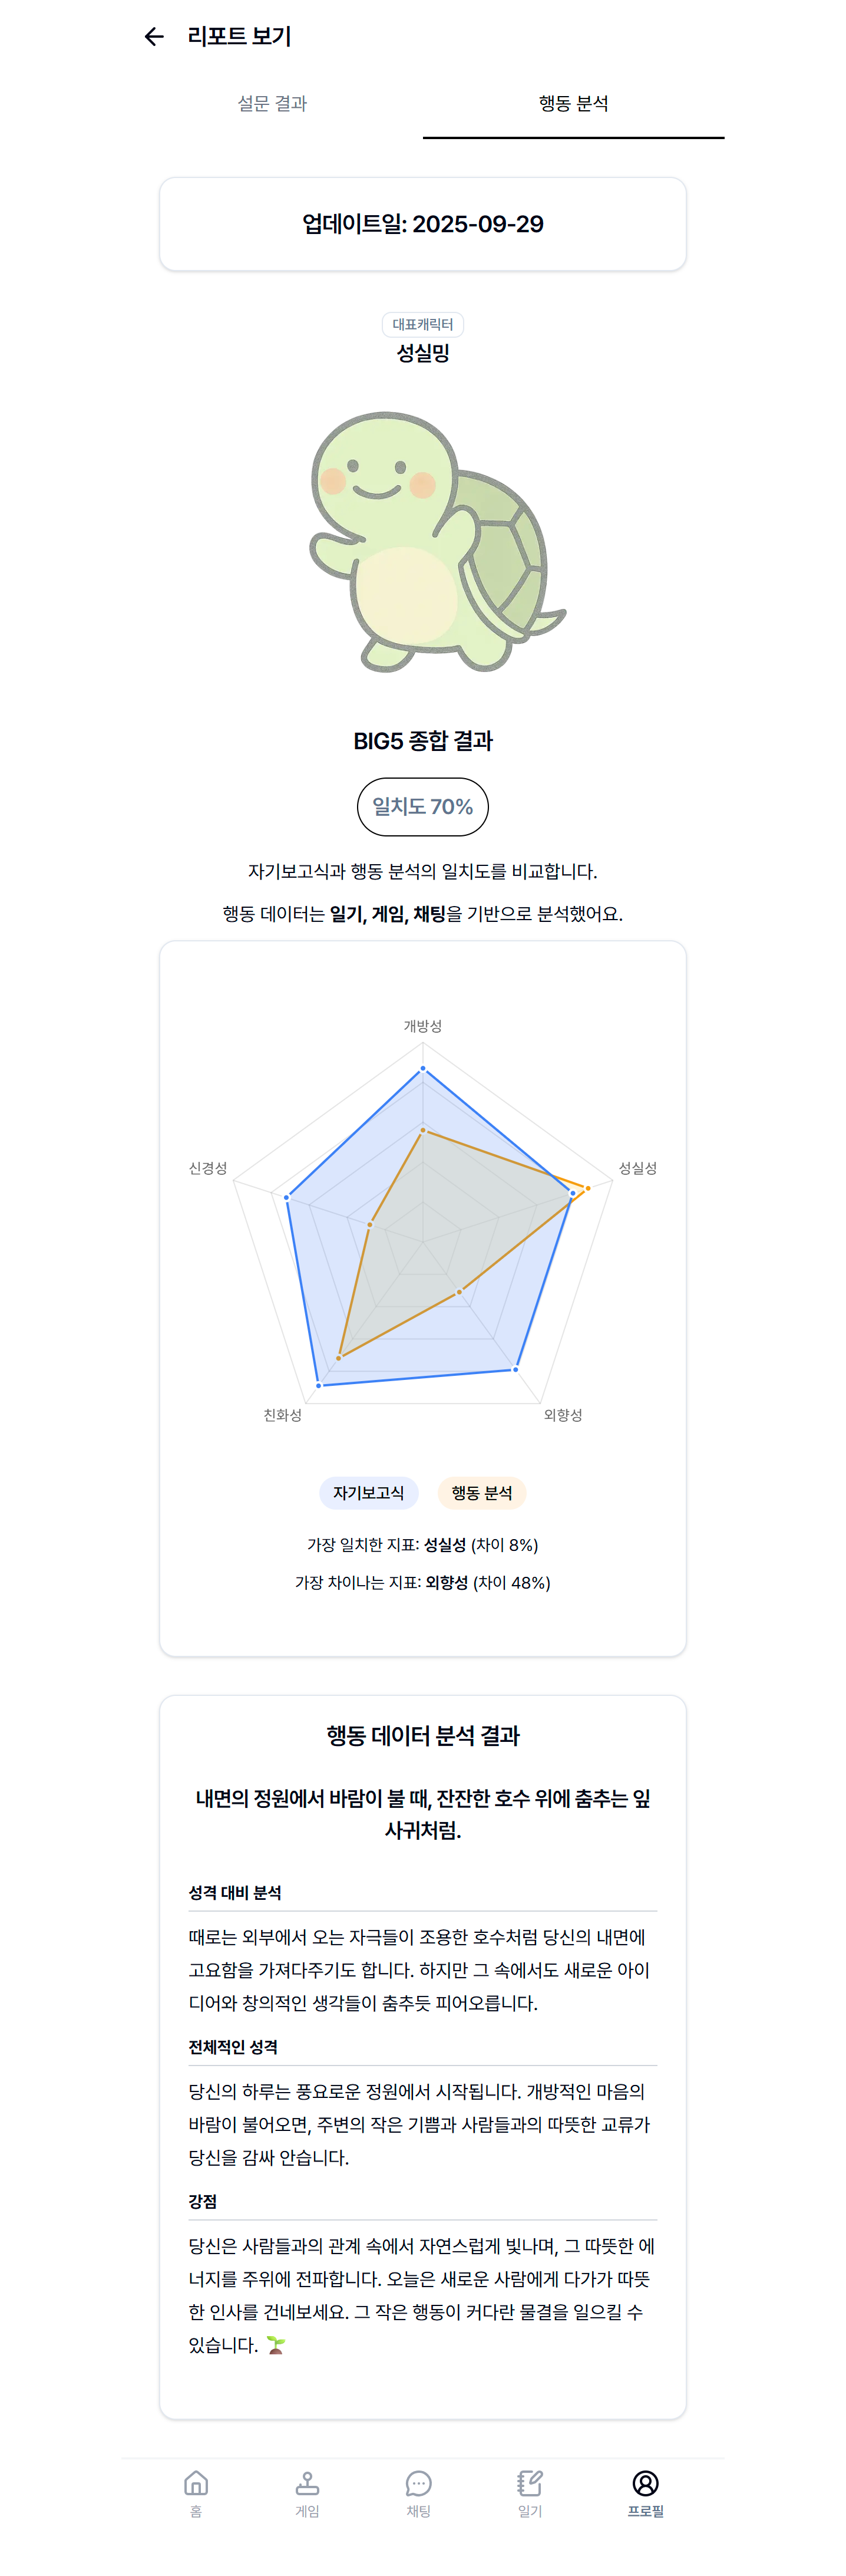 리포트 보기
설문 결과
행동 분석
업데이트일: 2025-09-29
대표캐릭터
성실밍
BIG5 종합 결과
일치도 70%
자기보고식과 행동 분석의 일치도를 비교합니다.
행동 데이터는 일기, 게임, 채팅을 기반으로 분석했어요.
개방성
신경성
성실성
친화성
외향성
자기보고식
행동 분석
가장 일치한 지표: 성실성 (차이 8%)
가장 차이나는 지표: 외향성 (차이 48%)
행동 데이터 분석 결과
내면의 정원에서 바람이 불 때, 잔잔한 호수 위에 춤추는 잎
사귀처럼.
성격 대비 분석
때로는 외부에서 오는 자극들이 조용한 호수처럼 당신의 내면에
고요함을 가져다주기도 합니다. 하지만 그 속에서도 새로운 아이
디어와 창의적인 생각들이 춤추듯 피어오릅니다.
전체적인 성격
당신의 하루는 풍요로운 정원에서 시작됩니다. 개방적인 마음의
바람이 불어오면, 주변의 작은 기쁨과 사람들과의 따뜻한 교류가
당신을 감싸 안습니다.
강점
당신은 사람들과의 관계 속에서 자연스럽게 빛나며, 그 따뜻한 에
너지를 주위에 전파합니다. 오늘은 새로운 사람에게 다가가 따뜻
한 인사를 건네보세요. 그 작은 행동이 커다란 물결을 일으킬 수
있습니다. 🌱
홈
게임
채팅
일기
프로필